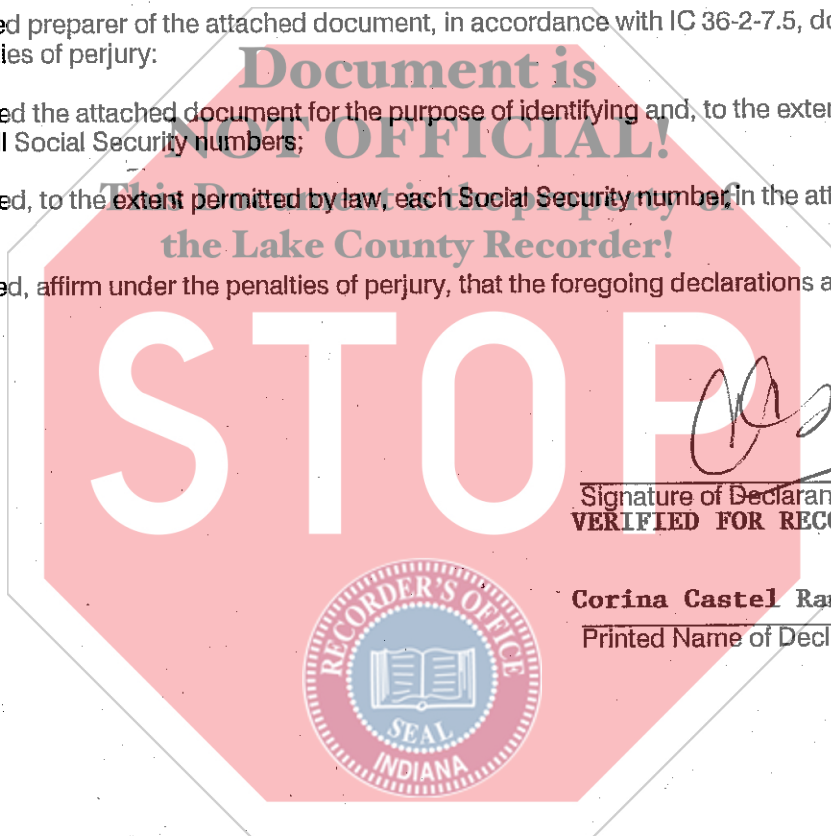 ed preparer of the attached document, in accordance with IC 36-2-7.5, do
ies of perjury:
Document is
ed the attached document for the purpose of identifying and, to the exten
l Social Security numbers;
NOT OFFICIAL!
ed, to the extent permitted by law, each Social Security number in the att
This Document is the property of
the Lake County Recorder!
ed, affirm under the penalties of perjury, that the foregoing declarations a
STOP
Signature of Declaran
VERIFIED FOR RECO
Corina Castel Ra
Printed Name of Decl
RECORDER'S OFFICE
SEAL
INDIANA